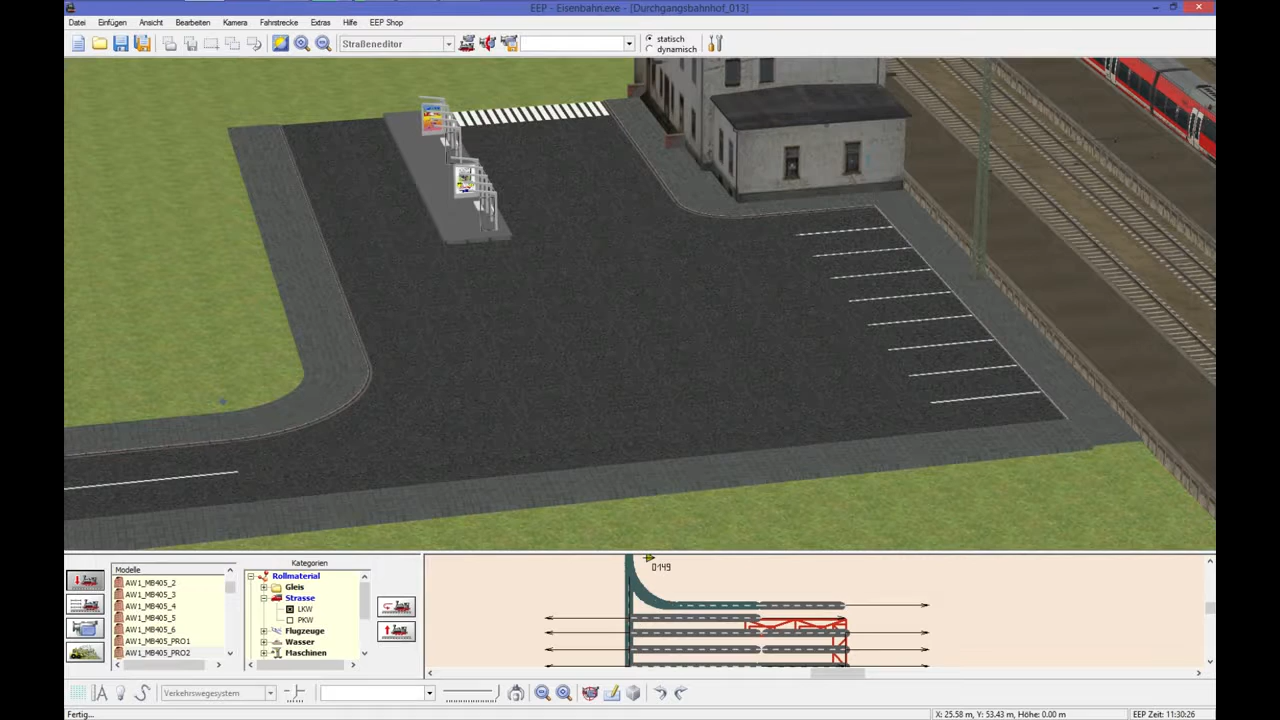 EEP - Eisenbahn.exe - [Durchgangsbahnhof_013]
Datei Einfügen Ansicht Bearbeiten Kamera Fahrstrecke Extras Hilfe EEP Shop
Straßeneditor
statisch
dynamisch
Modelle
AW1_MB405_2
AW1_MB405_3
AW1_MB405_4
AW1_MB405_5
AW1_MB405_6
AW1_MB405_PRO1
AW1_MB405_PRO2
Kategorien
Rollmaterial
Gleis
Strasse
LKW
PKW
Flugzeuge
Wasser
Maschinen
0149
Verkehrswegesystem
Fertig...
X: 25.58 m, Y: 53.43 m, Höhe: 0.00 m
EEP Zeit: 11:30:26